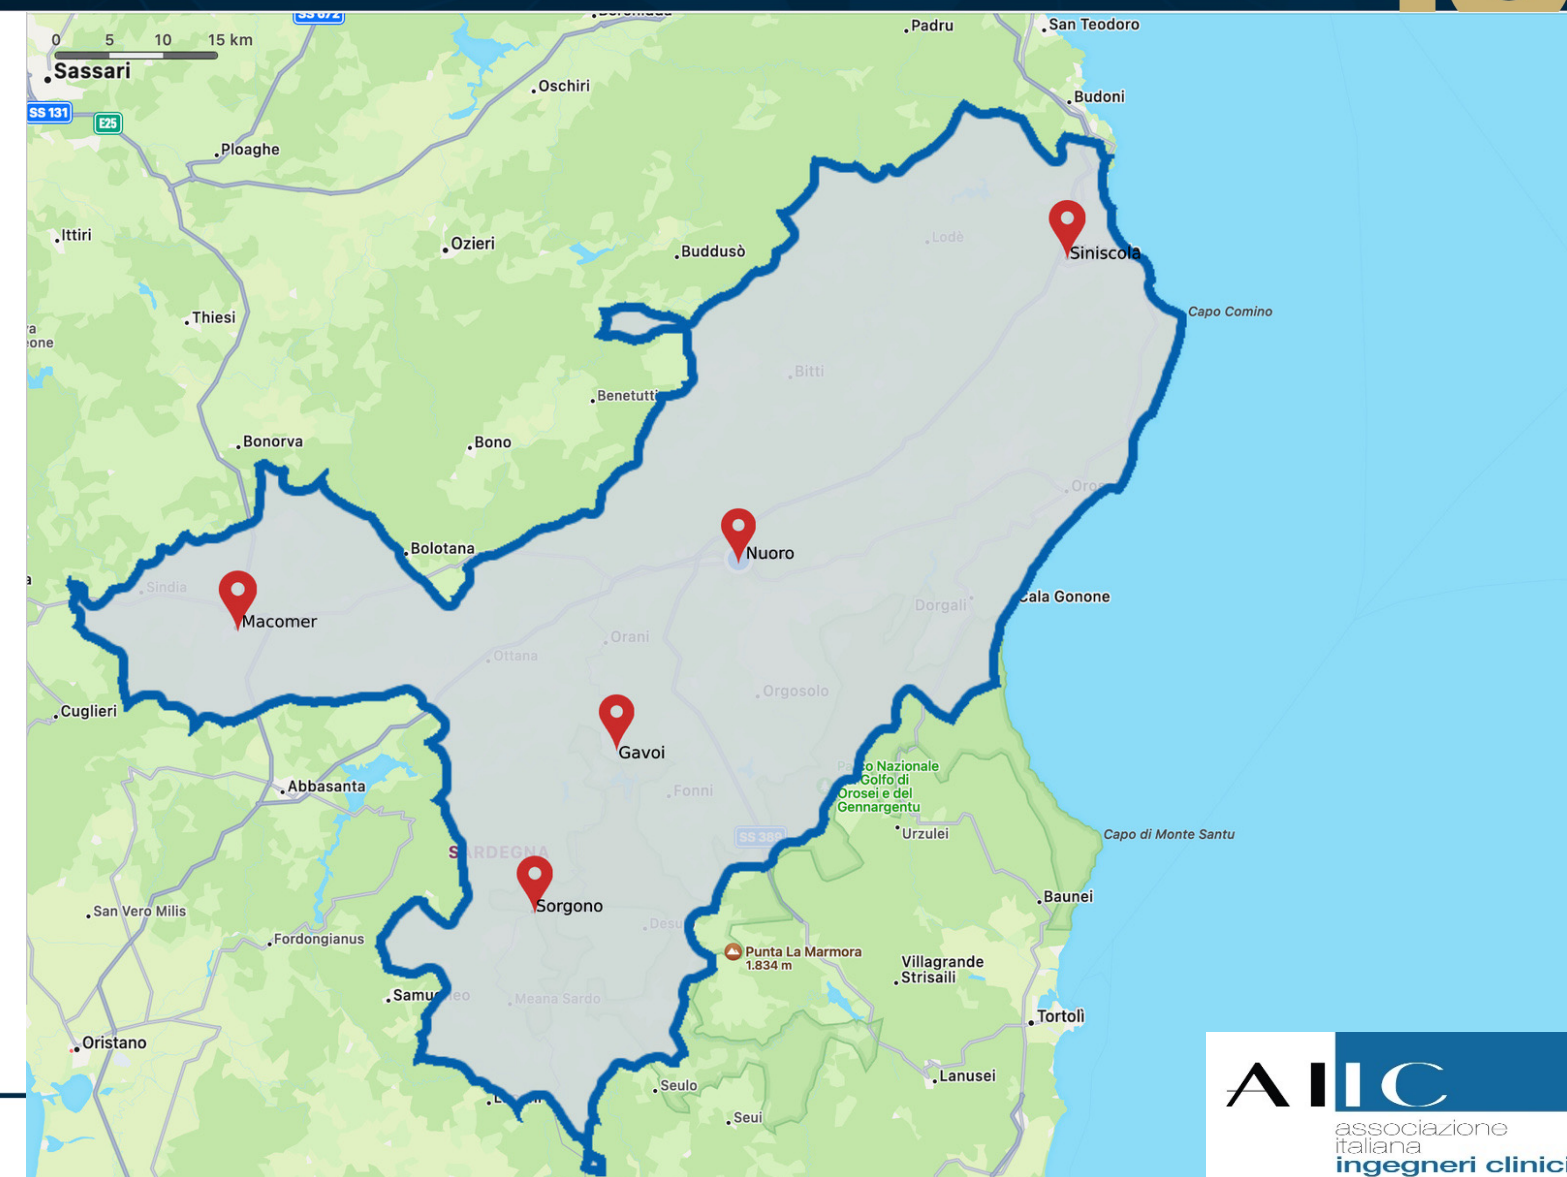 SS 672
Padru
San Teodoro
0 5 10 15 km
Sassari
Oschiri
Budoni
SS 131
E25
Ploaghe
Ittiri
Ozieri
Buddusò
Lodè
Siniscola
Thiesi
Capo Comino
Bitti
Benetutti
Bonorva
Bono
Bolotana
Nuoro
Sindia
Macomer
Dorgali
Cala Gonone
Orani
Ottana
Orgosolo
Cuglieri
Gavoi
Parco Nazionale
Golfo di
Orosei e del
Gennargentu
Abbasanta
Fonni
Urzulei
Capo di Monte Santu
SS 389
SARDEGNA
Sorgono
Baunei
San Vero Milis
Fordongianus
Punta La Marmora
1.834 m
Villagrande
Strisaili
Meana Sardo
Tortolì
Oristano
Lanusei
Seulo
Seui
AIIC
associazione
italiana
ingegneri clinici